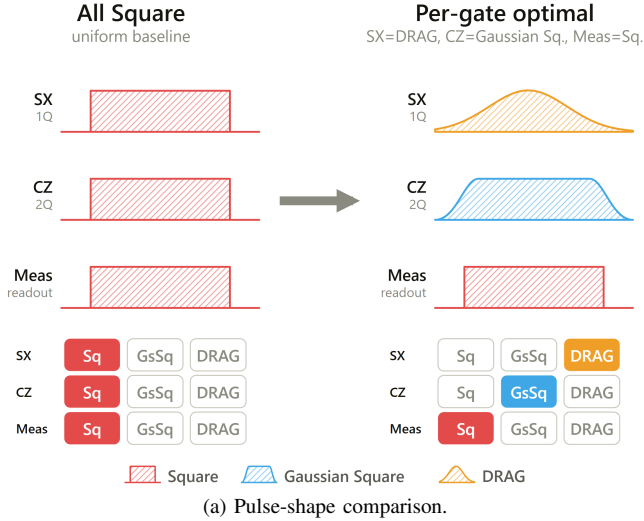 All Square
uniform baseline
Per-gate optimal
SX=DRAG, CZ=Gaussian Sq., Meas=Sq.
SX
1Q
SX
1Q
CZ
2Q
CZ
2Q
Meas
readout
Meas
readout
SX Sq GsSq DRAG
CZ Sq GsSq DRAG
Meas Sq GsSq DRAG
SX Sq GsSq DRAG
CZ Sq GsSq DRAG
Meas Sq GsSq DRAG
Square Gaussian Square DRAG
(a) Pulse-shape comparison.